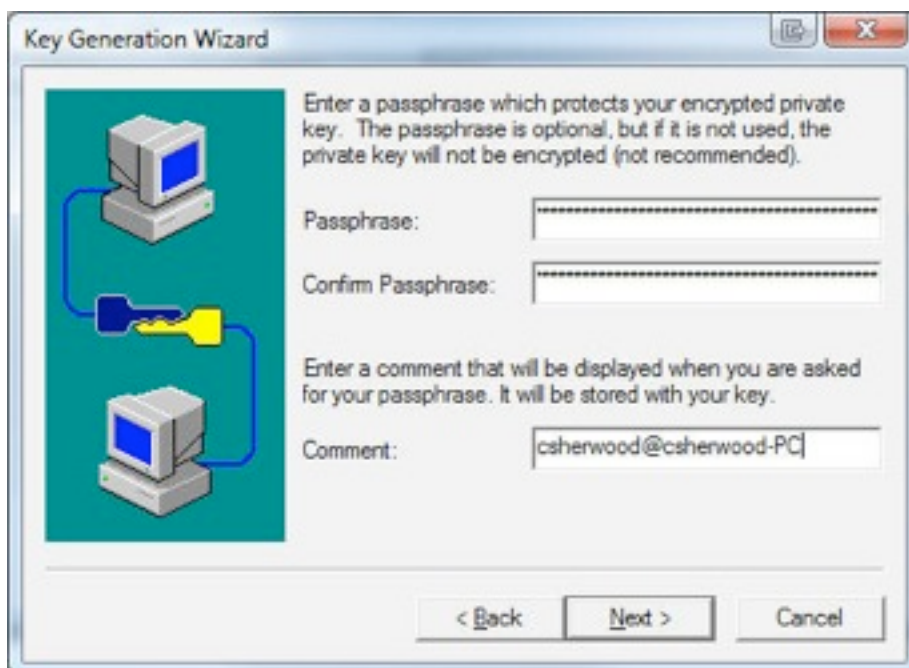 Key Generation Wizard
Enter a passphrase which protects your encrypted private
key. The passphrase is optional, but if it is not used, the
private key will not be encrypted (not recommended).
Passphrase:
Confirm Passphrase:
Enter a comment that will be displayed when you are asked
for your passphrase. It will be stored with your key.
Comment: csherwood@csherwood-PC
< Back Next > Cancel